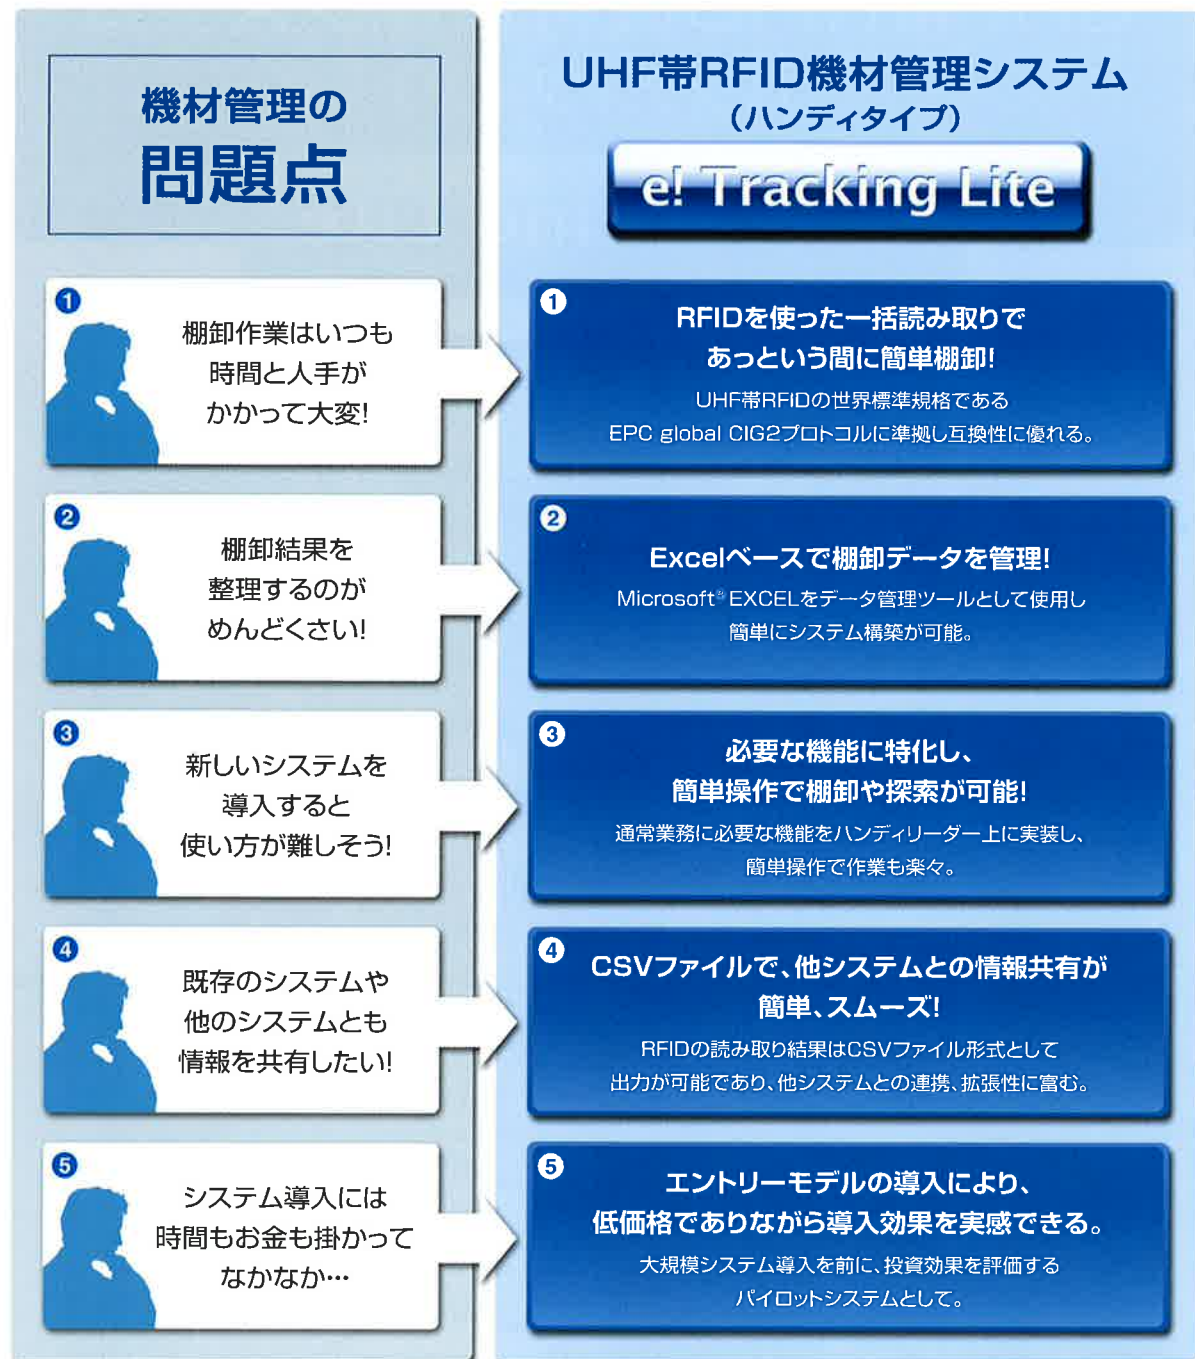 機材管理の
問題点
UHF帯RFID機材管理システム
（ハンディタイプ）
e! Tracking Lite
1
棚卸作業はいつも
時間と人手が
かかって大変!
1
RFIDを使った一括読み取りで
あっという間に簡単棚卸!
UHF帯RFIDの世界標準規格である
EPC global CIG2プロトコルに準拠し互換性に優れる。
2
棚卸結果を
整理するのが
めんどくさい!
2
Excelベースで棚卸データを管理!
Microsoft® EXCELをデータ管理ツールとして使用し
簡単にシステム構築が可能。
3
新しいシステムを
導入すると
使い方が難しそう!
3
必要な機能に特化し、
簡単操作で棚卸や探索が可能!
通常業務に必要な機能をハンディリーダー上に実装し、
簡単操作で作業も楽々。
4
既存のシステムや
他のシステムとも
情報を共有したい!
4
CSVファイルで、他システムとの情報共有が
簡単、スムーズ!
RFIDの読み取り結果はCSVファイル形式として
出力が可能であり、他システムとの連携、拡張性に富む。
5
システム導入には
時間もお金も掛かって
なかなか…
5
エントリーモデルの導入により、
低価格でありながら導入効果を実感できる。
大規模システム導入を前に、投資効果を評価する
パイロットシステムとして。